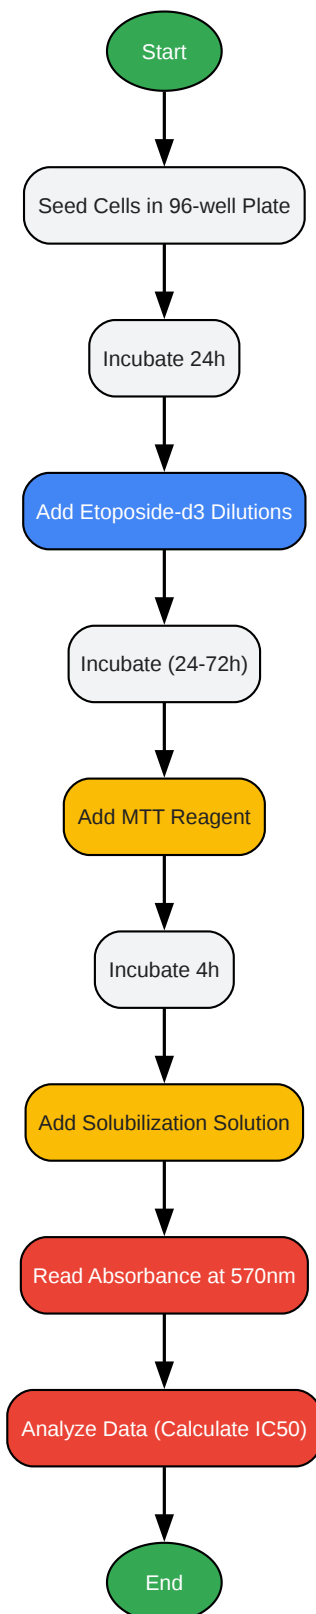 Start
Seed Cells in 96-well Plate
Incubate 24h
Add Etoposide-d3 Dilutions
Incubate (24-72h)
Add MTT Reagent
Incubate 4h
Add Solubilization Solution
Read Absorbance at 570nm
Analyze Data (Calculate IC50)
End